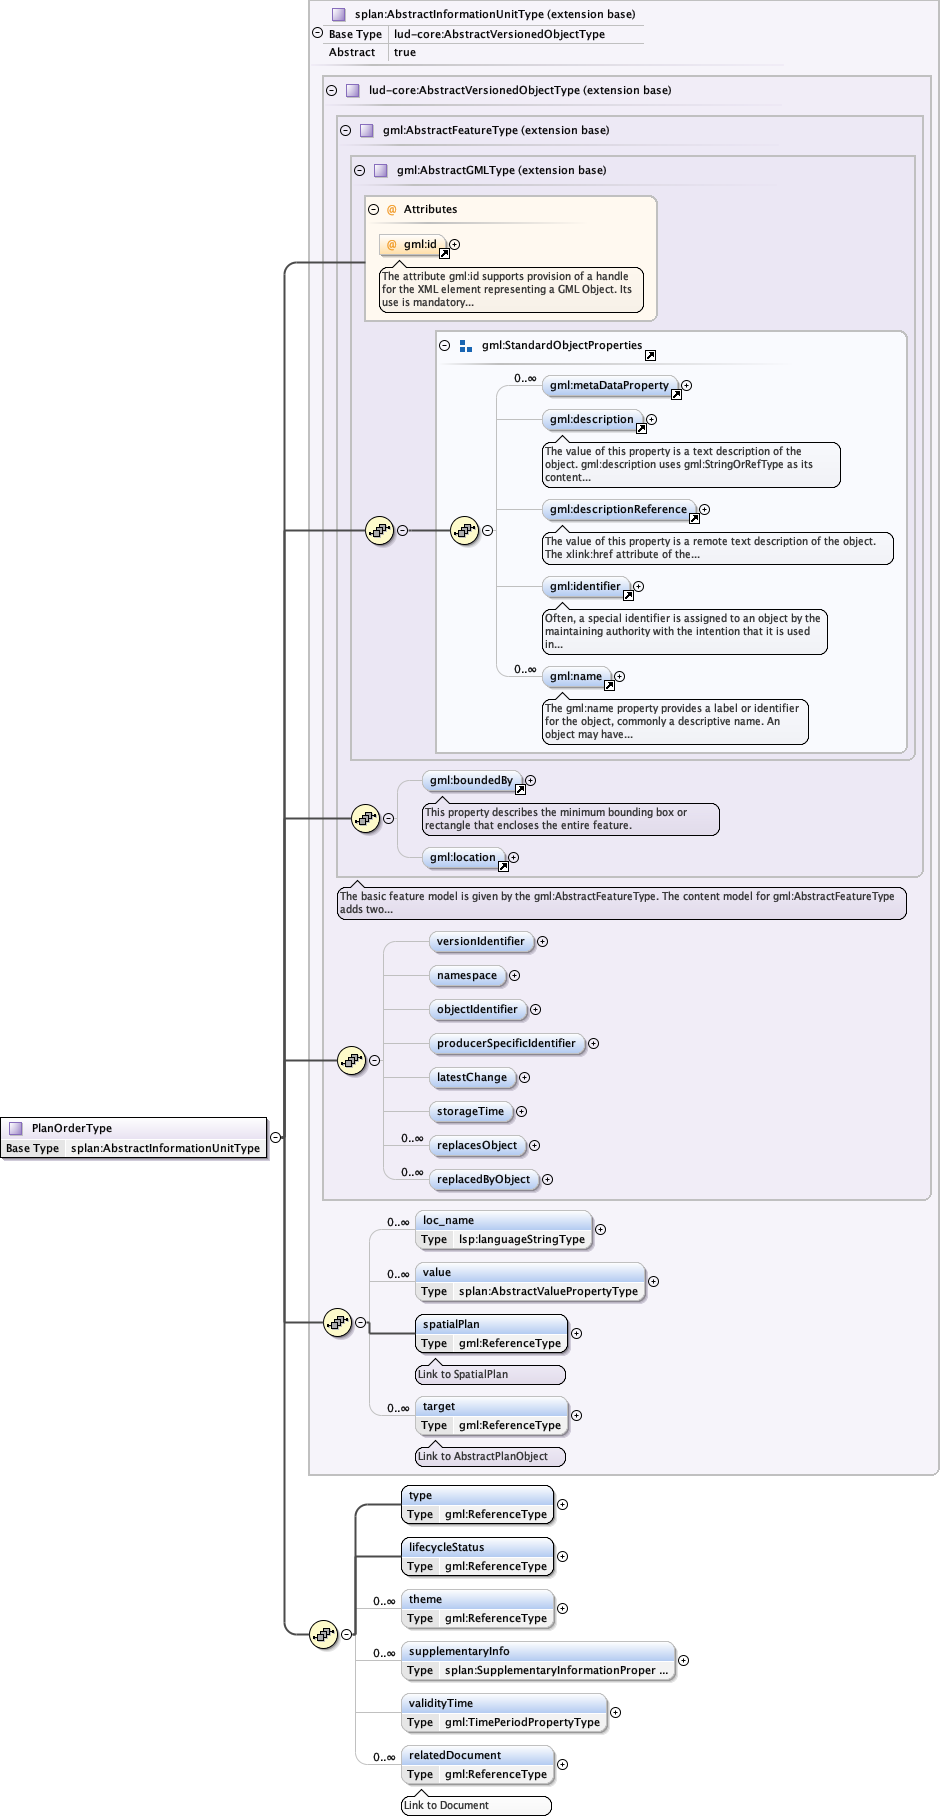 splan:AbstractInformationUnitType (extension base)
Base Type lud-core:AbstractVersionedObjectType
Abstract true
lud-core:AbstractVersionedObjectType (extension base)
gml:AbstractFeatureType (extension base)
gml:AbstractGMLType (extension base)
@ Attributes
@ gml:id
The attribute gml:id supports provision of a handle
for the XML element representing a GML Object. Its
use is mandatory...
gml:StandardObjectProperties
0..∞
gml:metaDataProperty
gml:description
The value of this property is a text description of the
object. gml:description uses gml:StringOrRefType as its
content...
gml:descriptionReference
The value of this property is a remote text description of the object.
The xlink:href attribute of the...
gml:identifier
Often, a special identifier is assigned to an object by the
maintaining authority with the intention that it is used
in...
0..∞
gml:name
The gml:name property provides a label or identifier
for the object, commonly a descriptive name. An
object may have...
gml:boundedBy
This property describes the minimum bounding box or
rectangle that encloses the entire feature.
gml:location
The basic feature model is given by the gml:AbstractFeatureType. The content model for gml:AbstractFeatureType
adds two...
versionIdentifier
namespace
objectIdentifier
producerSpecificIdentifier
latestChange
storageTime
0..∞
replacesObject
0..∞
replacedByObject
PlanOrderType
Base Type splan:AbstractInformationUnitType
0..∞
loc_name
Type lsp:languageStringType
0..∞
value
Type splan:AbstractValuePropertyType
spatialPlan
Type gml:ReferenceType
Link to SpatialPlan
0..∞
target
Type gml:ReferenceType
Link to AbstractPlanObject
type
Type gml:ReferenceType
lifecycleStatus
Type gml:ReferenceType
0..∞
theme
Type gml:ReferenceType
0..∞
supplementaryInfo
Type splan:SupplementaryInformationProper ...
validityTime
Type gml:TimePeriodPropertyType
0..∞
relatedDocument
Type gml:ReferenceType
Link to Document